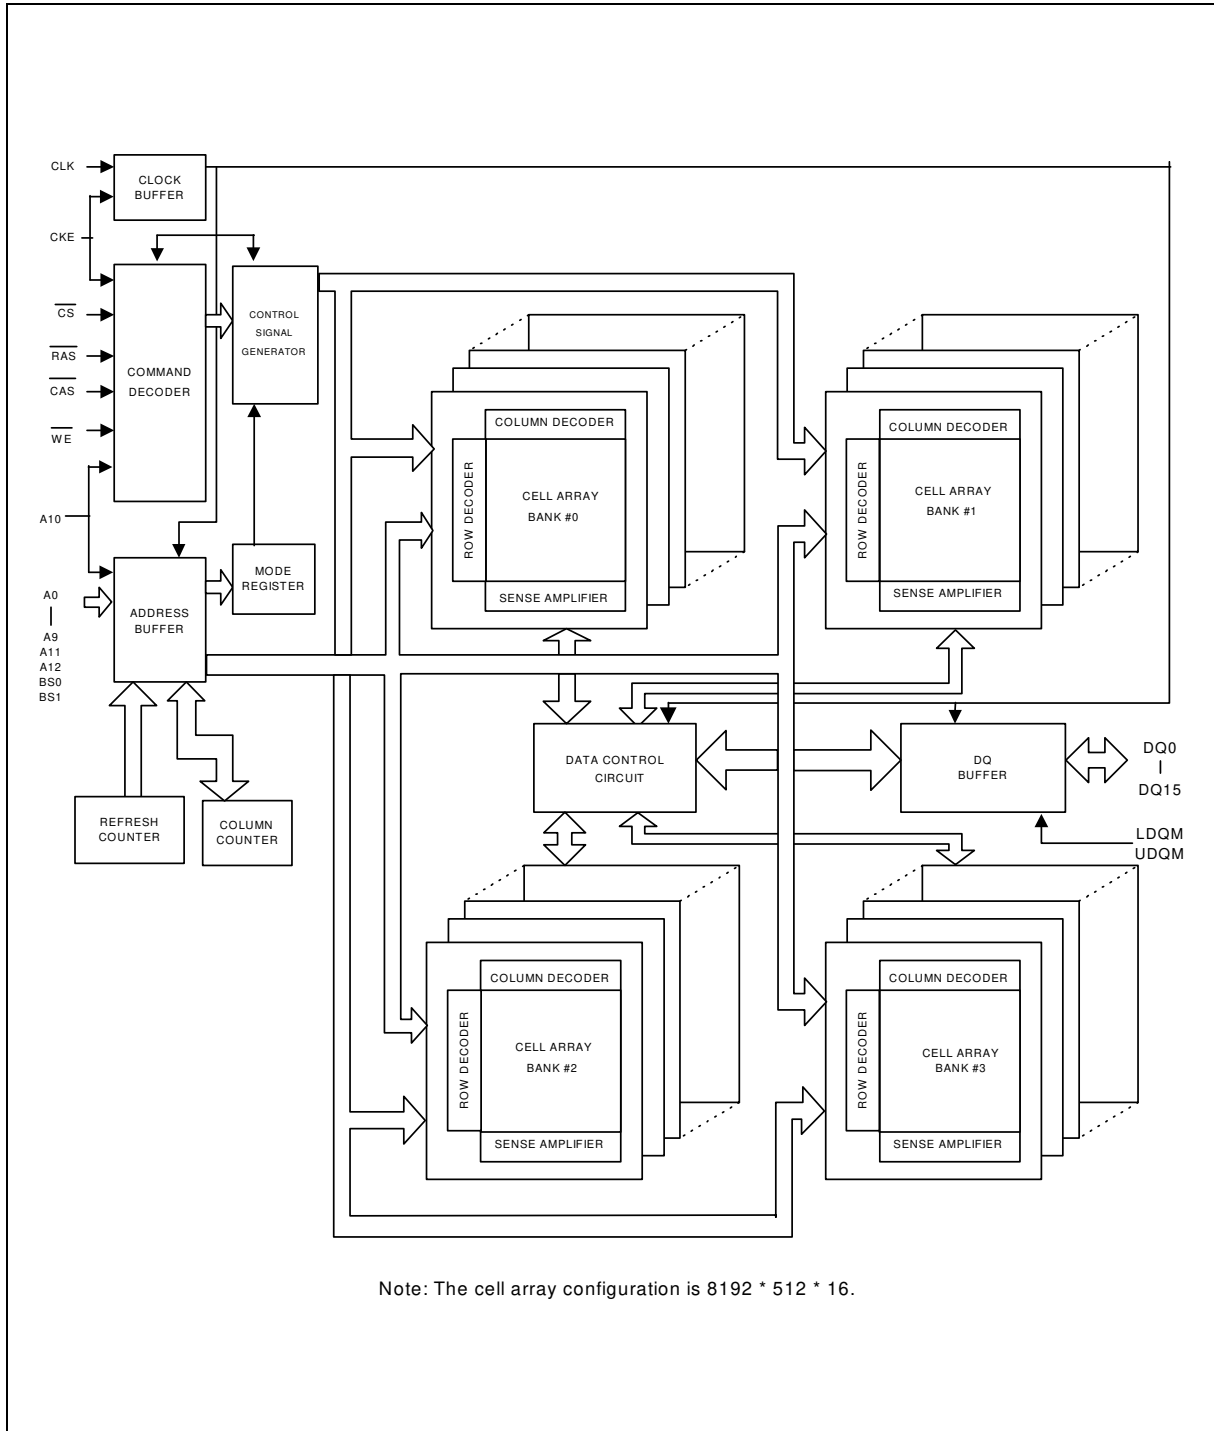 CLK
CLOCK
BUFFER
CKE
CS
RAS
CAS
WE
A10
COMMAND
DECODER
CONTROL
SIGNAL
GENERATOR
MODE
REGISTER
A0
A9
A11
A12
BS0
BS1
ADDRESS
BUFFER
REFRESH
COUNTER
COLUMN
COUNTER
COLUMN DECODER
ROW DECODER
CELL ARRAY
BANK #0
SENSE AMPLIFIER
COLUMN DECODER
ROW DECODER
CELL ARRAY
BANK #1
SENSE AMPLIFIER
DATA CONTROL
CIRCUIT
DQ
BUFFER
DQ0
DQ15
LDQM
UDQM
COLUMN DECODER
ROW DECODER
CELL ARRAY
BANK #2
SENSE AMPLIFIER
COLUMN DECODER
ROW DECODER
CELL ARRAY
BANK #3
SENSE AMPLIFIER
Note: The cell array configuration is 8192 * 512 * 16.